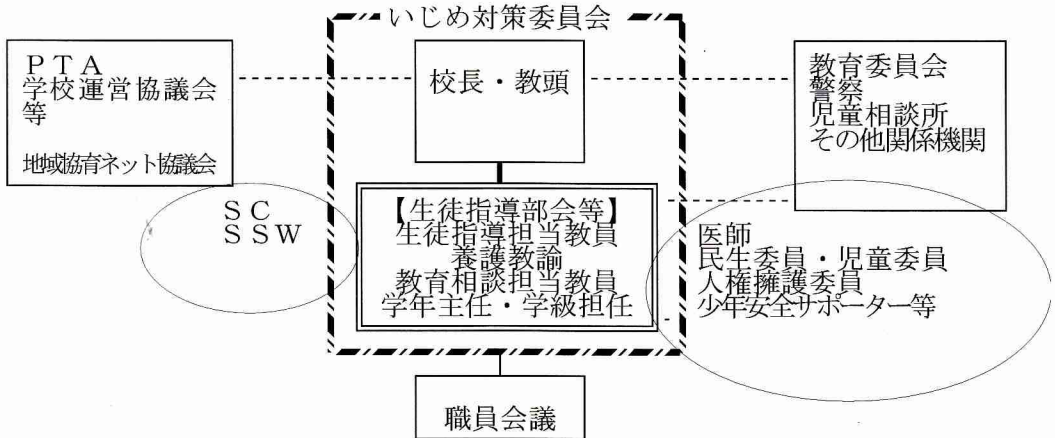 いじめ対策委員会
PTA
学校運営協議会
等
地域協育ネット協議会
校長・教頭
教育委員会
警察
児童相談所
その他関係機関
SC
SSW
【生徒指導部会等】
生徒指導担当教員
養護教諭
教育相談担当教員
学年主任・学級担任
医師
民生委員・児童委員
人権擁護委員
少年安全サポーター等
職員会議